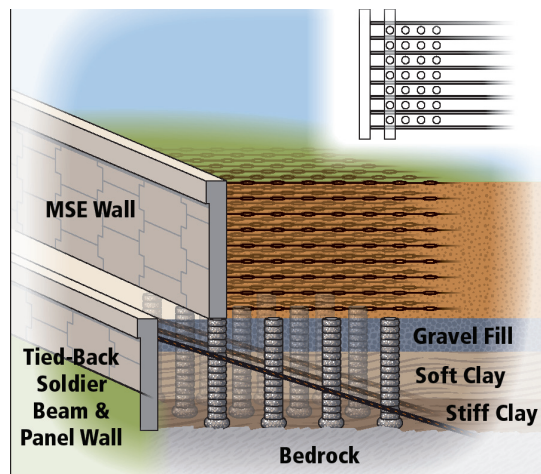 MSE Wall
Gravel Fill
Tied-Back
Soldier
Beam &
Panel Wall
Soft Clay
Stiff Clay
Bedrock